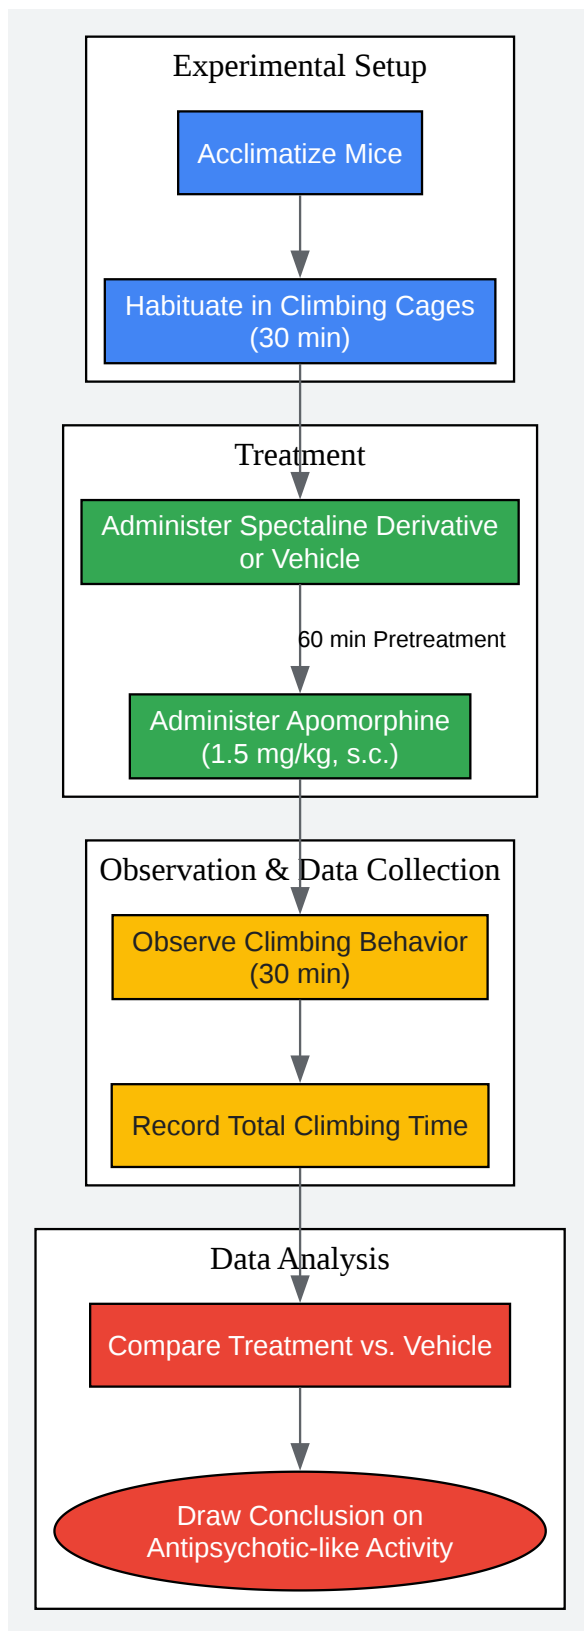 Experimental Setup
Acclimatize Mice
Habituate in Climbing Cages
(30 min)
Treatment
Administer Spectaline Derivative
or Vehicle
60 min Pretreatment
Administer Apomorphine
(1.5 mg/kg, s.c.)
Observation & Data Collection
Observe Climbing Behavior
(30 min)
Record Total Climbing Time
Data Analysis
Compare Treatment vs. Vehicle
Draw Conclusion on
Antipsychotic-like Activity